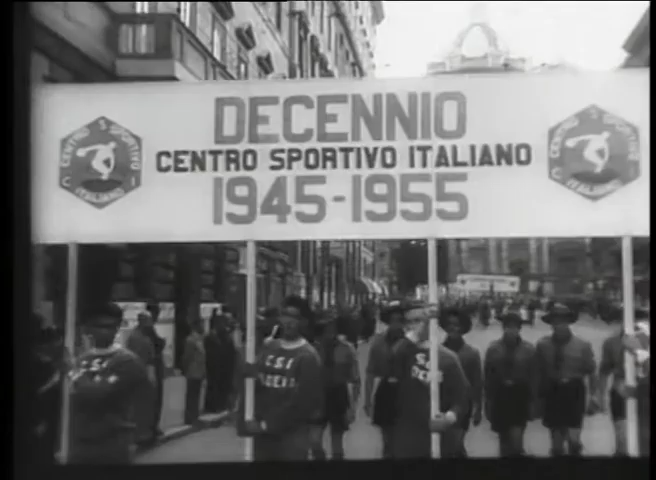 DECENNIO
CENTRO SPORTIVO ITALIANO
1945-1955
CENTRO SPORTIVO
ITALIANO
CENTRO SPORTIVO
ITALIANO
C.S.I.